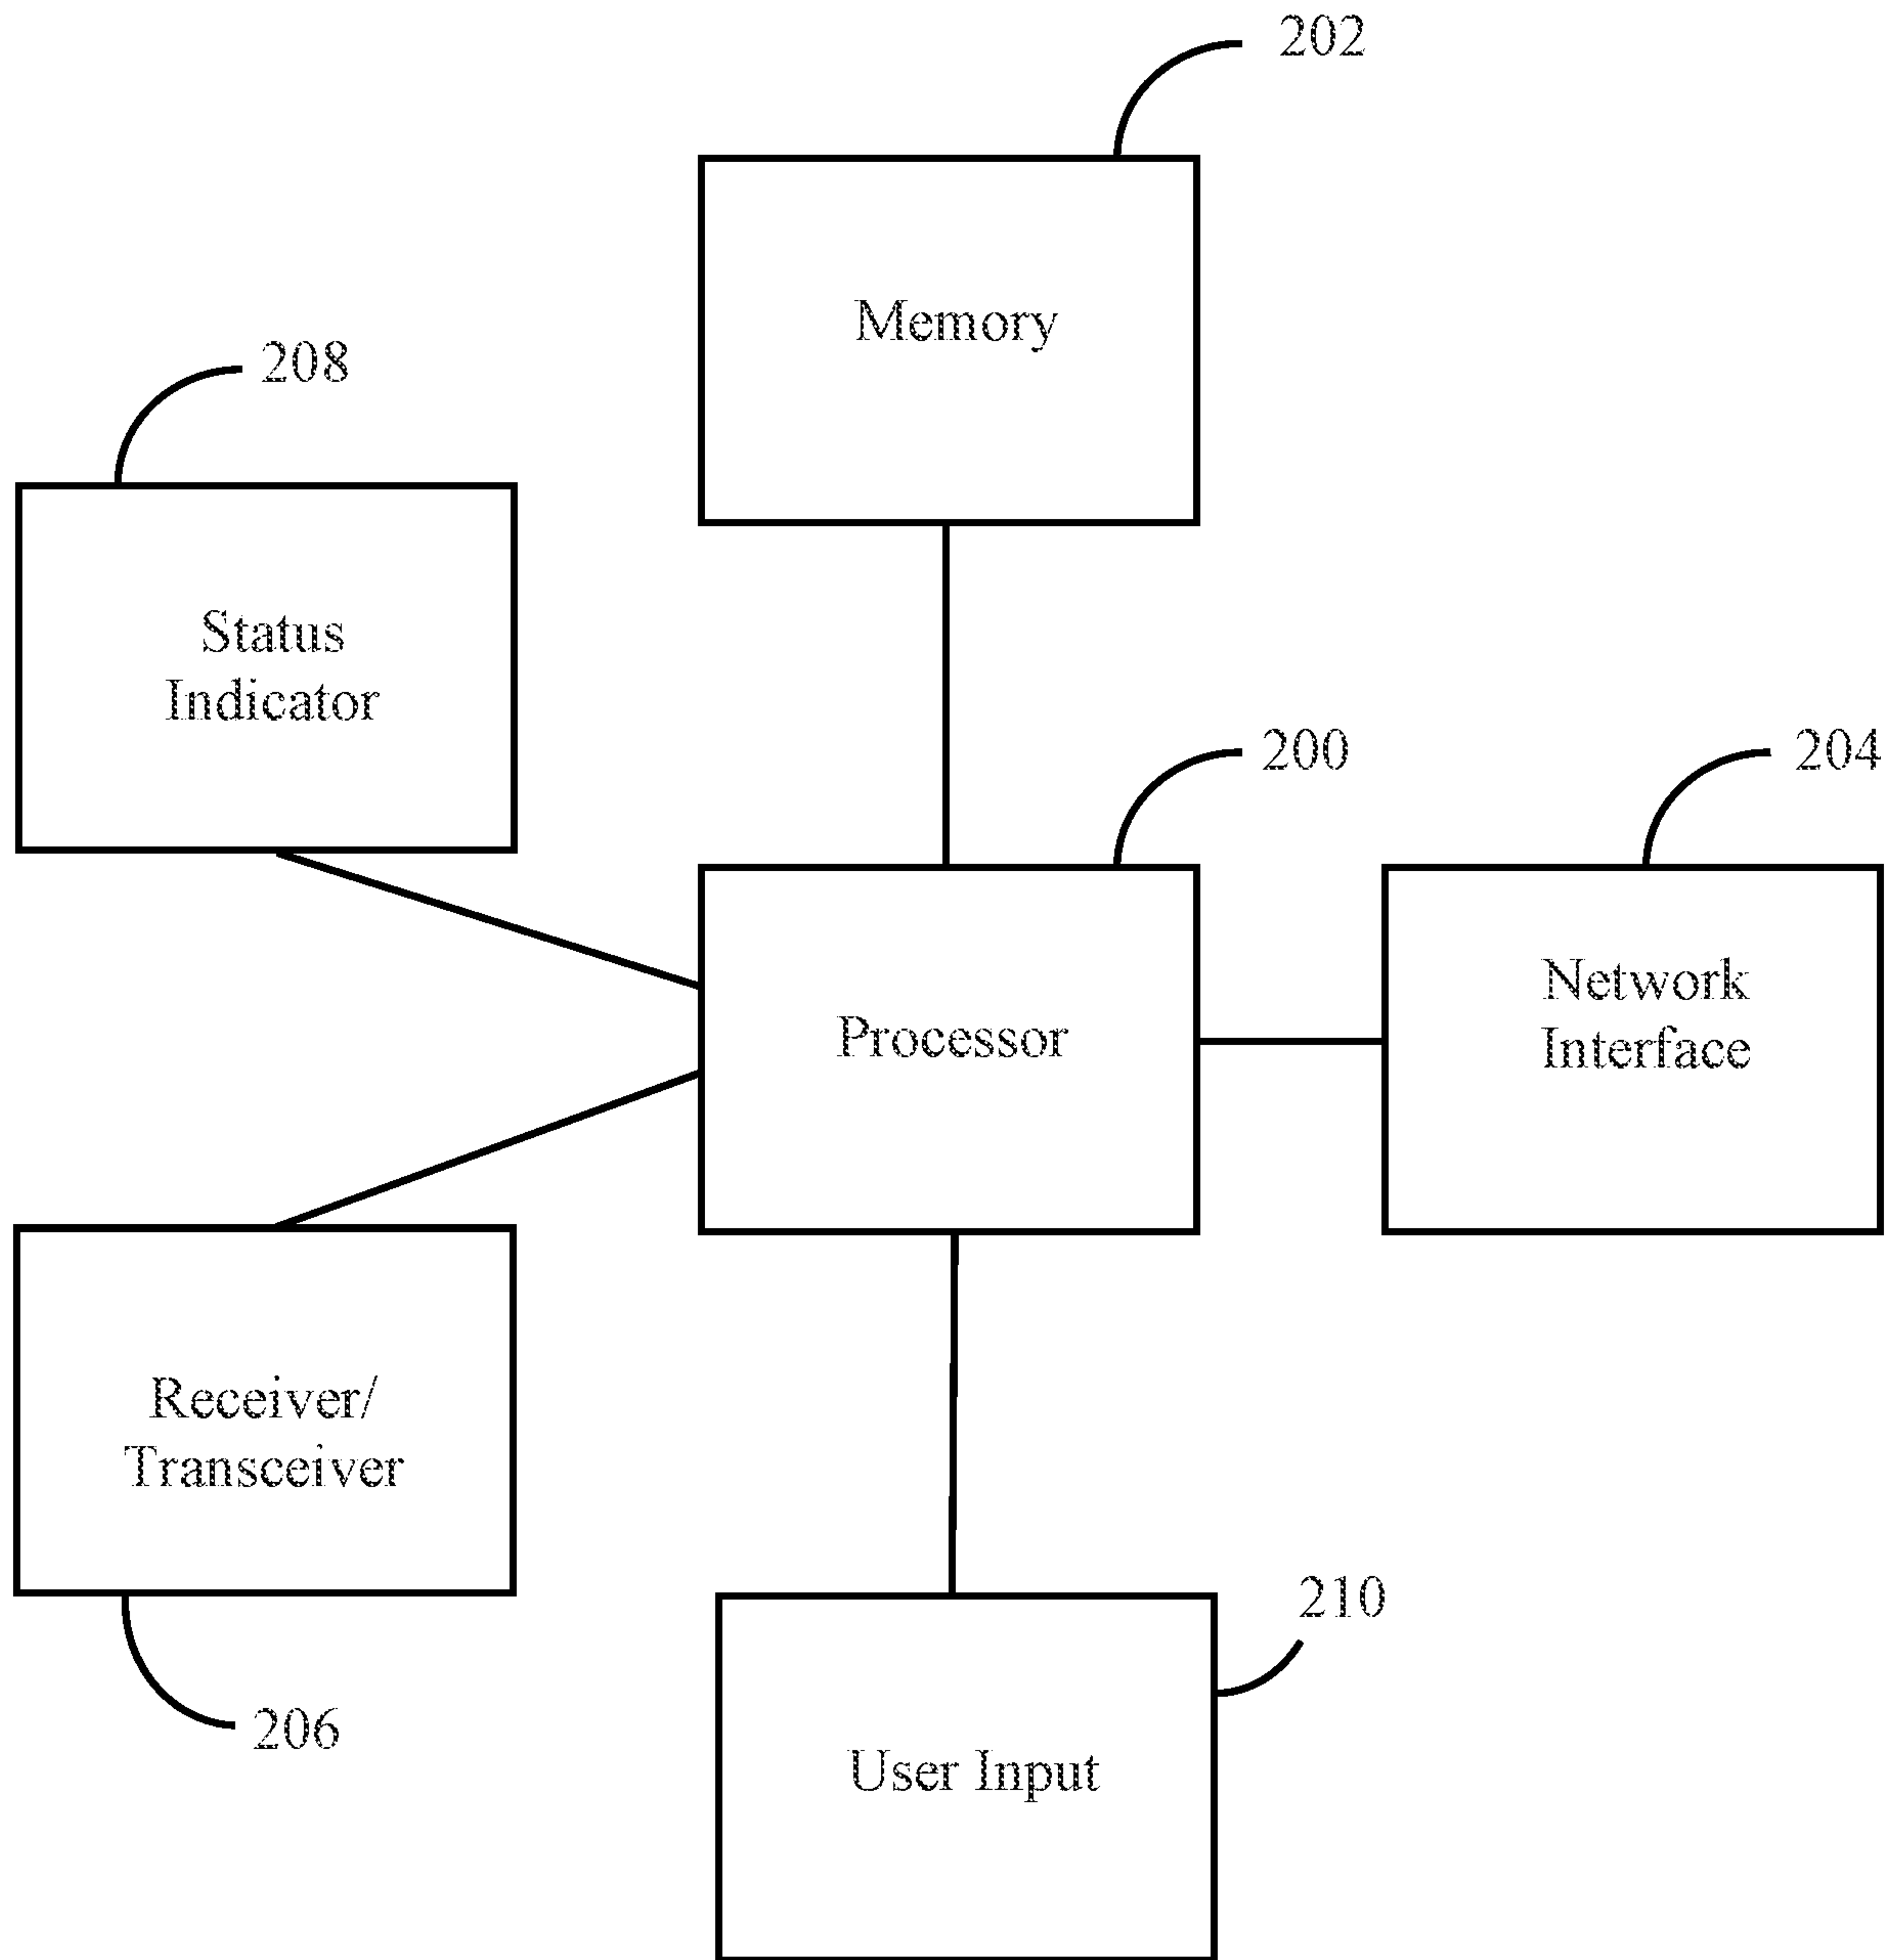 202
Memory
208
Status
Indicator
200
204
Processor
Network
Interface
Receiver/
Transceiver
210
206
User Input